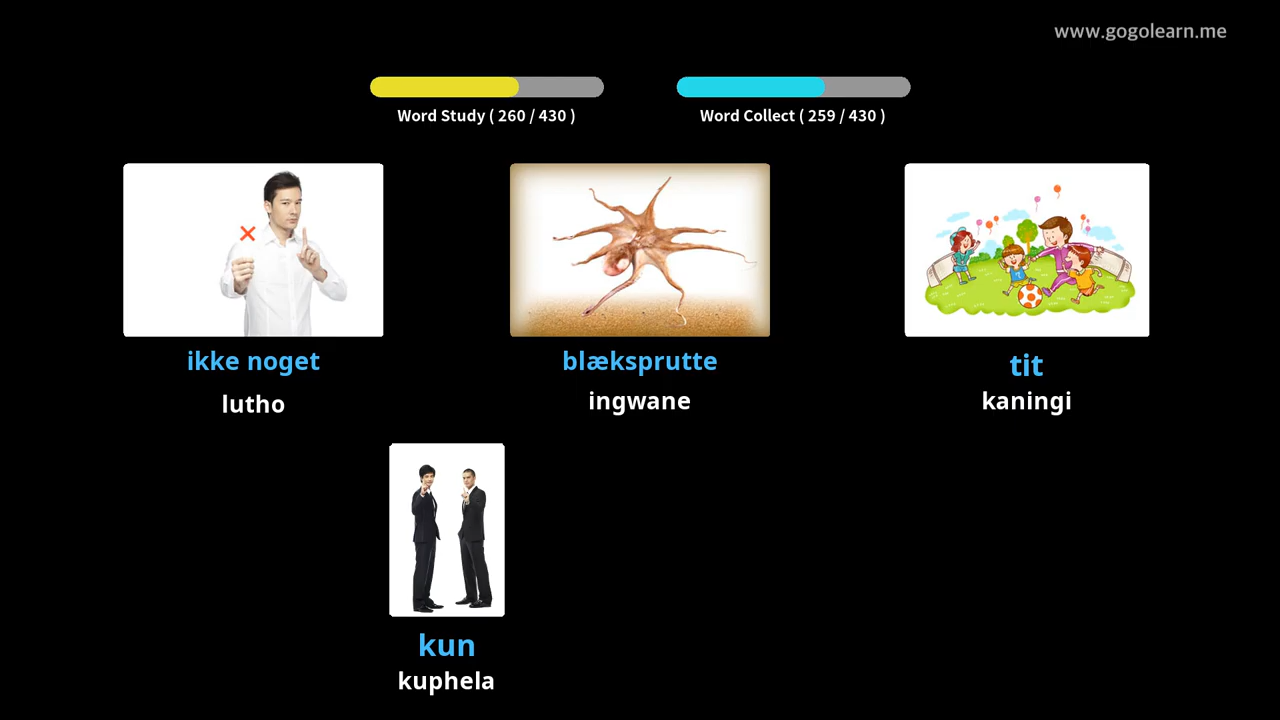 www.gogolearn.me
Word Study ( 260 / 430 )
Word Collect ( 259 / 430 )
ikke noget
lutho
blæksprutte
ingwane
tit
kaningi
kun
kuphela